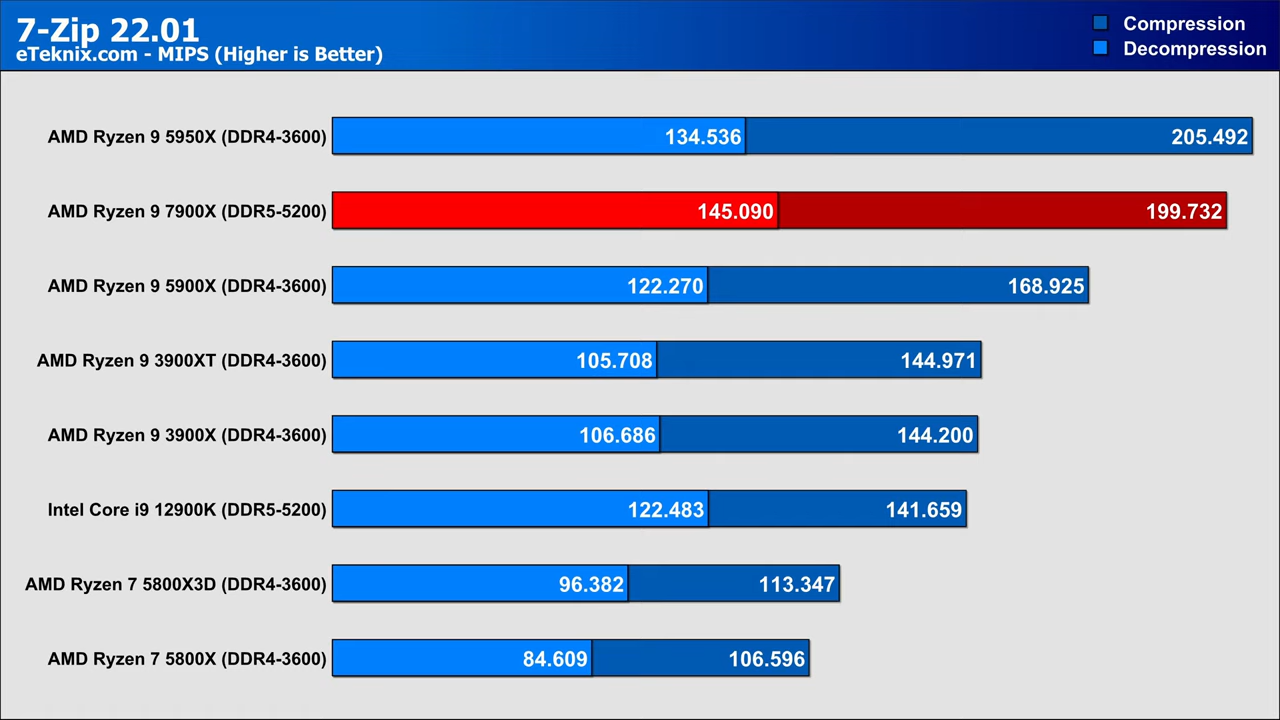 7-Zip 22.01
eTeknix.com - MIPS (Higher is Better)
Compression
Decompression
AMD Ryzen 9 5950X (DDR4-3600) 134.536 205.492
AMD Ryzen 9 7900X (DDR5-5200) 145.090 199.732
AMD Ryzen 9 5900X (DDR4-3600) 122.270 168.925
AMD Ryzen 9 3900XT (DDR4-3600) 105.708 144.971
AMD Ryzen 9 3900X (DDR4-3600) 106.686 144.200
Intel Core i9 12900K (DDR5-5200) 122.483 141.659
AMD Ryzen 7 5800X3D (DDR4-3600) 96.382 113.347
AMD Ryzen 7 5800X (DDR4-3600) 84.609 106.596